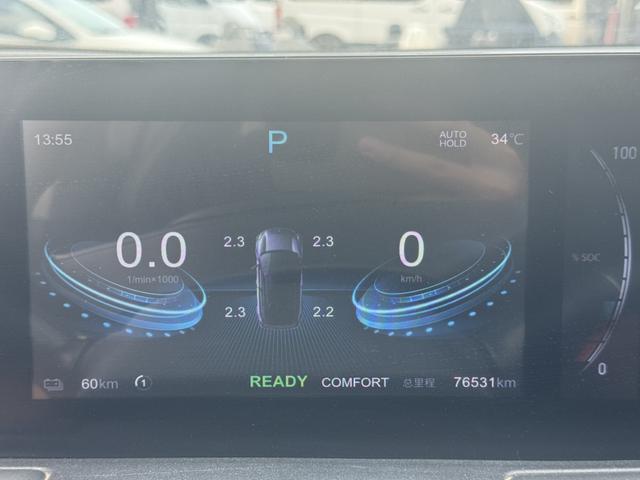 13:55
P
AUTO HOLD
34℃
100
0.0
1/min×1000
2.3
2.3
0
km/h
% SOC
2.3
2.2
60km
1
READY
COMFORT
总里程
76531km
0